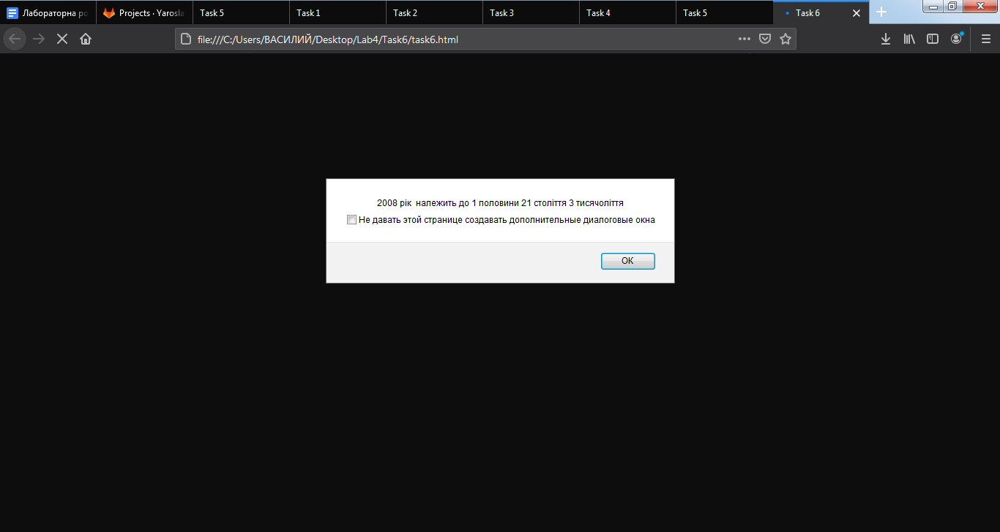 Лабораторна ро
Projects · Yarosla
Task 5
Task 1
Task 2
Task 3
Task 4
Task 5
Task 6
file:///C:/Users/ВАСИЛИЙ/Desktop/Lab4/Task6/task6.html
2008 рік належить до 1 половини 21 століття 3 тисячоліття
Не давать этой странице создавать дополнительные диалоговые окна
ОК